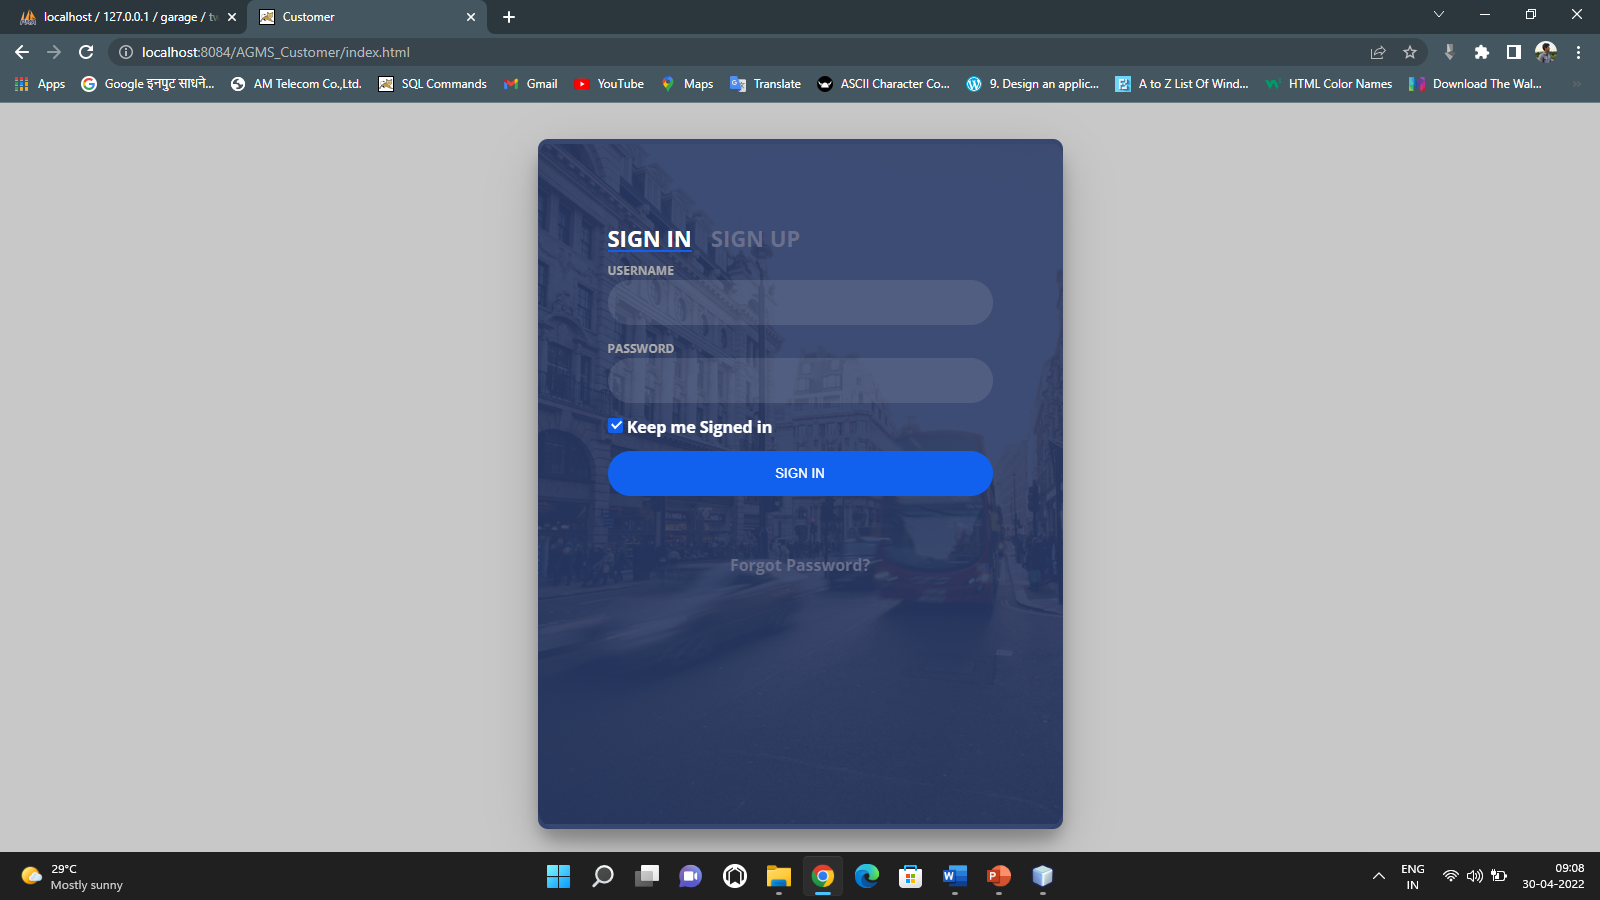 localhost / 127.0.0.1 / garage / tw
Customer
localhost:8084/AGMS_Customer/index.html
Apps
Google इनपुट साधने...
AM Telecom Co.,Ltd.
SQL Commands
Gmail
YouTube
Maps
Translate
ASCII Character Co...
9. Design an applic...
A to Z List Of Wind...
HTML Color Names
Download The Wal...
SIGN IN SIGN UP
USERNAME
PASSWORD
Keep me Signed in
SIGN IN
Forgot Password?
29°C
Mostly sunny
ENG
IN
09:08
30-04-2022